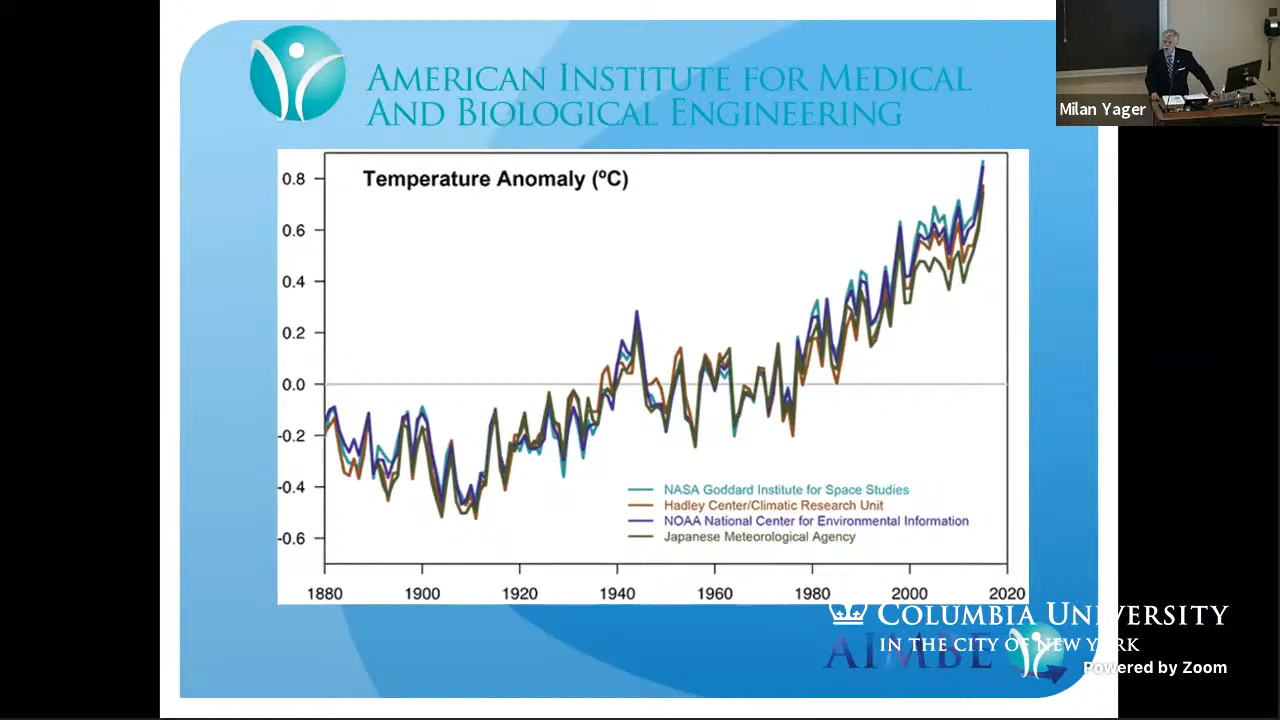 AMERICAN INSTITUTE FOR MEDICAL
AND BIOLOGICAL ENGINEERING
Milan Yager
Temperature Anomaly (ºC)
0.8
0.6
0.4
0.2
0.0
-0.2
-0.4
-0.6
NASA Goddard Institute for Space Studies
Hadley Center/Climatic Research Unit
NOAA National Center for Environmental Information
Japanese Meteorological Agency
1880 1900 1920 1940 1960 1980 2000 2020
COLUMBIA UNIVERSITY
IN THE CITY OF NEW YORK
AIMBE
Powered by Zoom